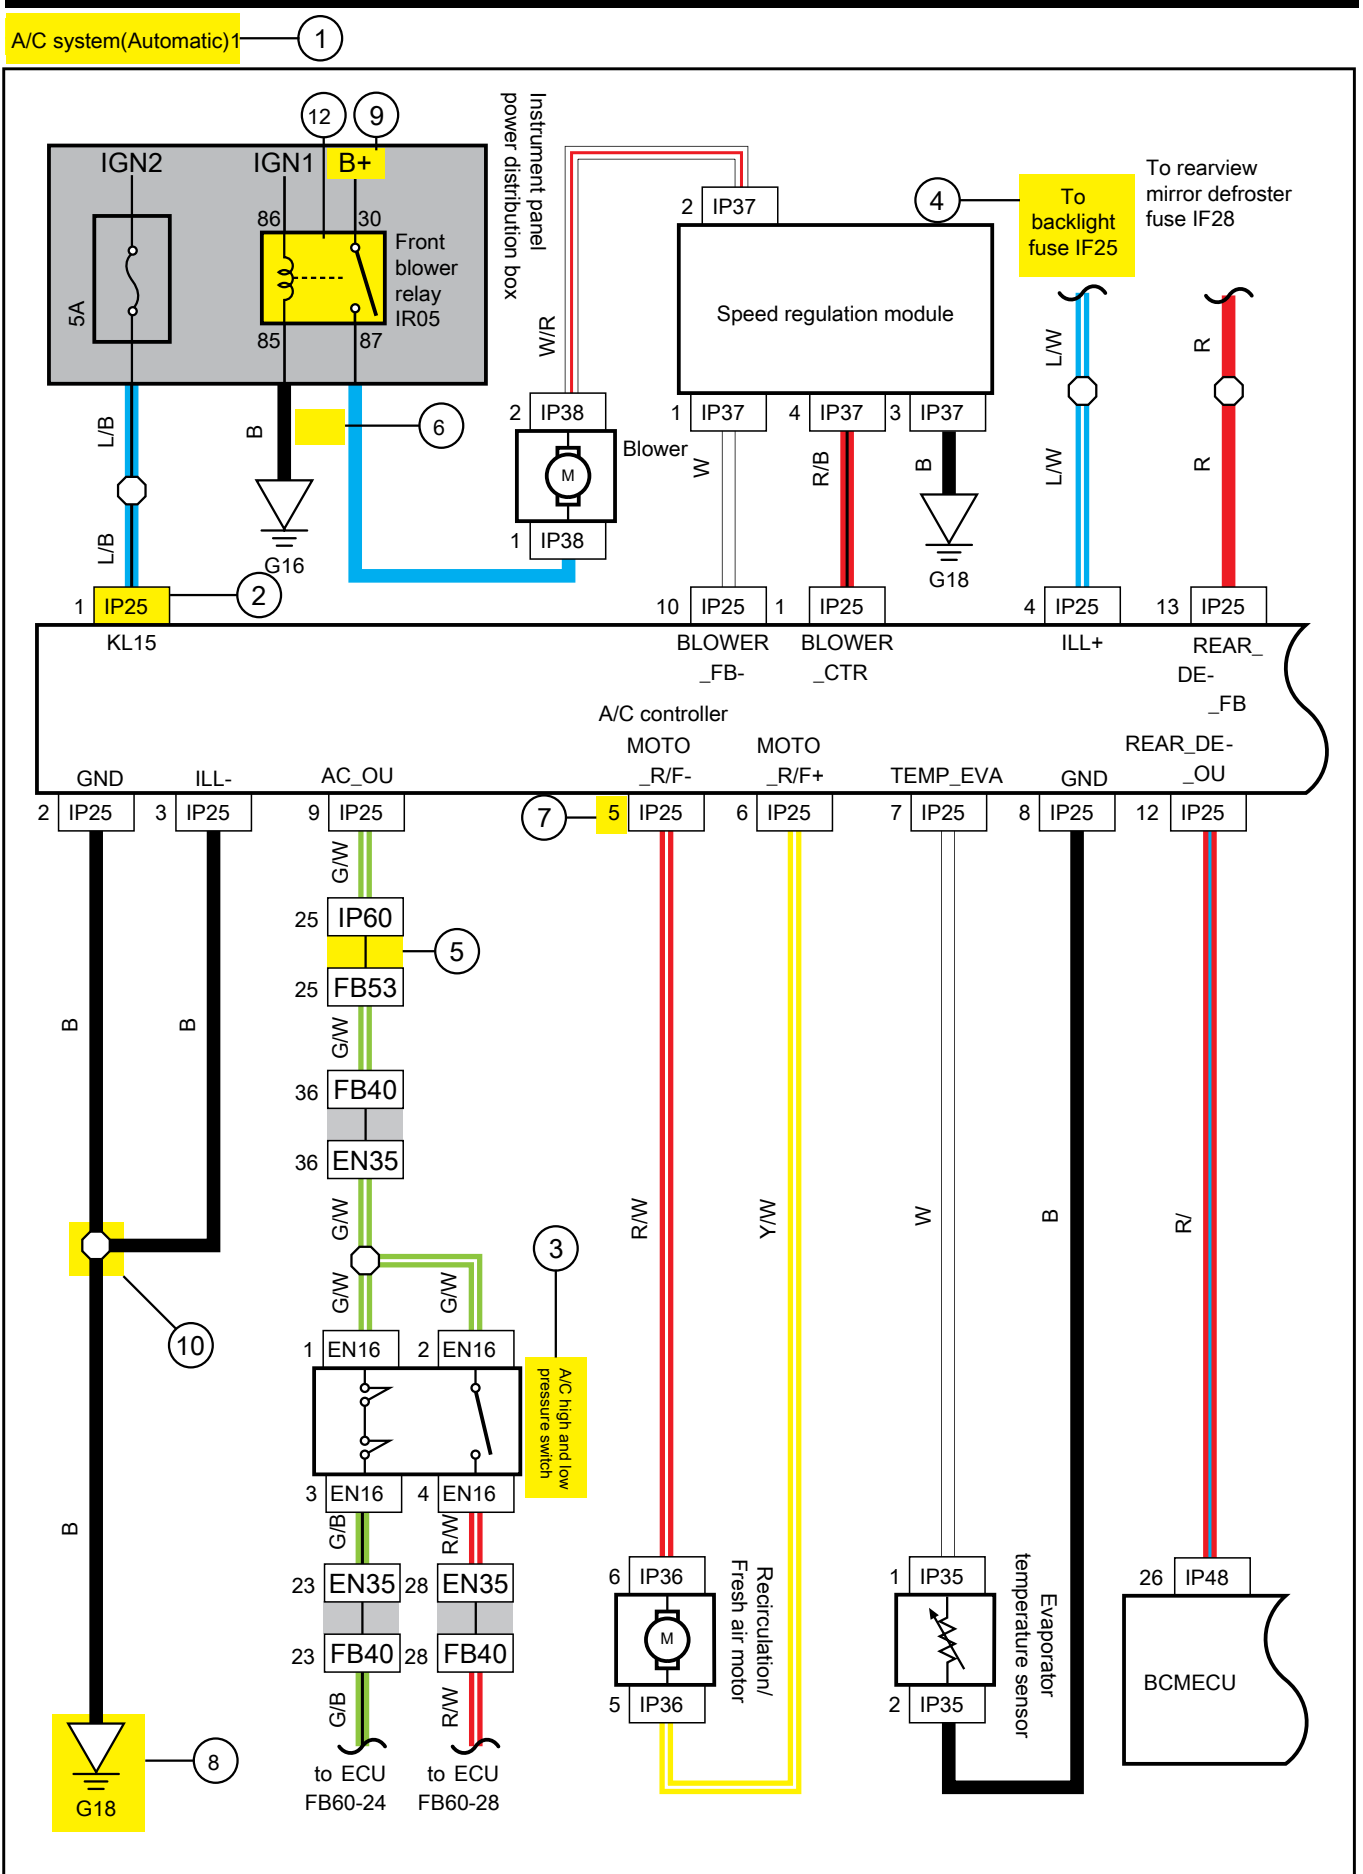 A/C system(Automatic)1
1
12
9
IGN2
IGN1
B+
86
30
Front
blower
relay
IR05
5A
85
87
Instrument panel
power distribution box
2
IP37
4
To
backlight
fuse IF25
To rearview
mirror defroster
fuse IF28
Speed regulation module
W/R
L/W
R
L/B
B
6
2
IP38
Blower
M
1
IP38
1
IP37
4
IP37
3
IP37
W
R/B
B
L/W
R
L/B
G16
G18
2
1
IP25
10
IP25
1
IP25
4
IP25
13
IP25
KL15
BLOWER
_FB-
BLOWER
_CTR
ILL+
REAR_
DE-
_FB
A/C controller
GND
ILL-
AC_OU
MOTO
_R/F-
MOTO
_R/F+
TEMP_EVA
GND
REAR_DE-
_OU
2
IP25
3
IP25
9
IP25
7
5
IP25
6
IP25
7
IP25
8
IP25
12
IP25
G/W
25
IP60
5
25
FB53
B
B
G/W
36
FB40
36
EN35
G/W
R/W
W/Y
W
B
R/
3
10
G/W
G/W
1
EN16
2
EN16
A/C high and low
pressure switch
3
EN16
4
EN16
B
G/B
R/W
23
EN35
28
EN35
23
FB40
28
FB40
G/B
R/W
to ECU
FB60-24
to ECU
FB60-28
8
G18
6
IP36
M
5
IP36
Recirculation/
Fresh air motor
1
IP35
2
IP35
Evaporator
temperature sensor
26
IP48
BCMECU